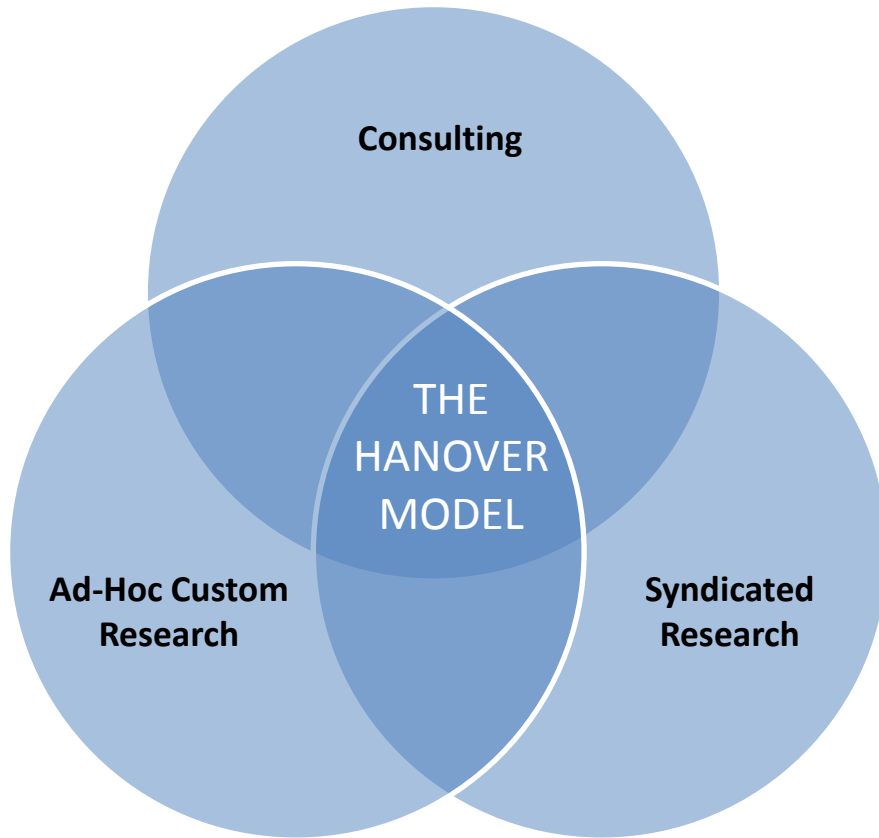 Consulting
THE
HANOVER
MODEL
Ad-Hoc Custom
Research
Syndicated
Research